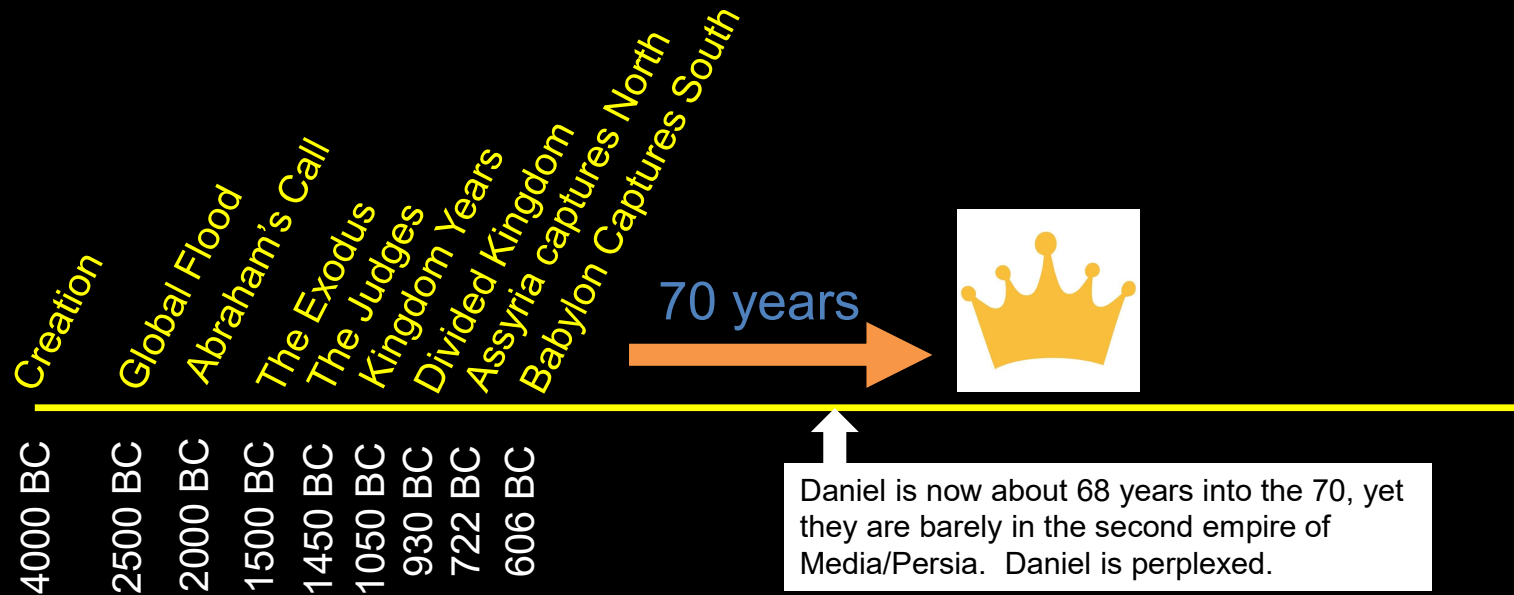 Creation
Global Flood
Abraham’s Call
The Exodus
The Judges
Kingdom Years
Divided Kingdom
Assyria captures North
Babylon Captures South
70 years
4000 BC
2500 BC
2000 BC
1500 BC
1450 BC
1050 BC
930 BC
722 BC
606 BC
Daniel is now about 68 years into the 70, yet
they are barely in the second empire of
Media/Persia.  Daniel is perplexed.